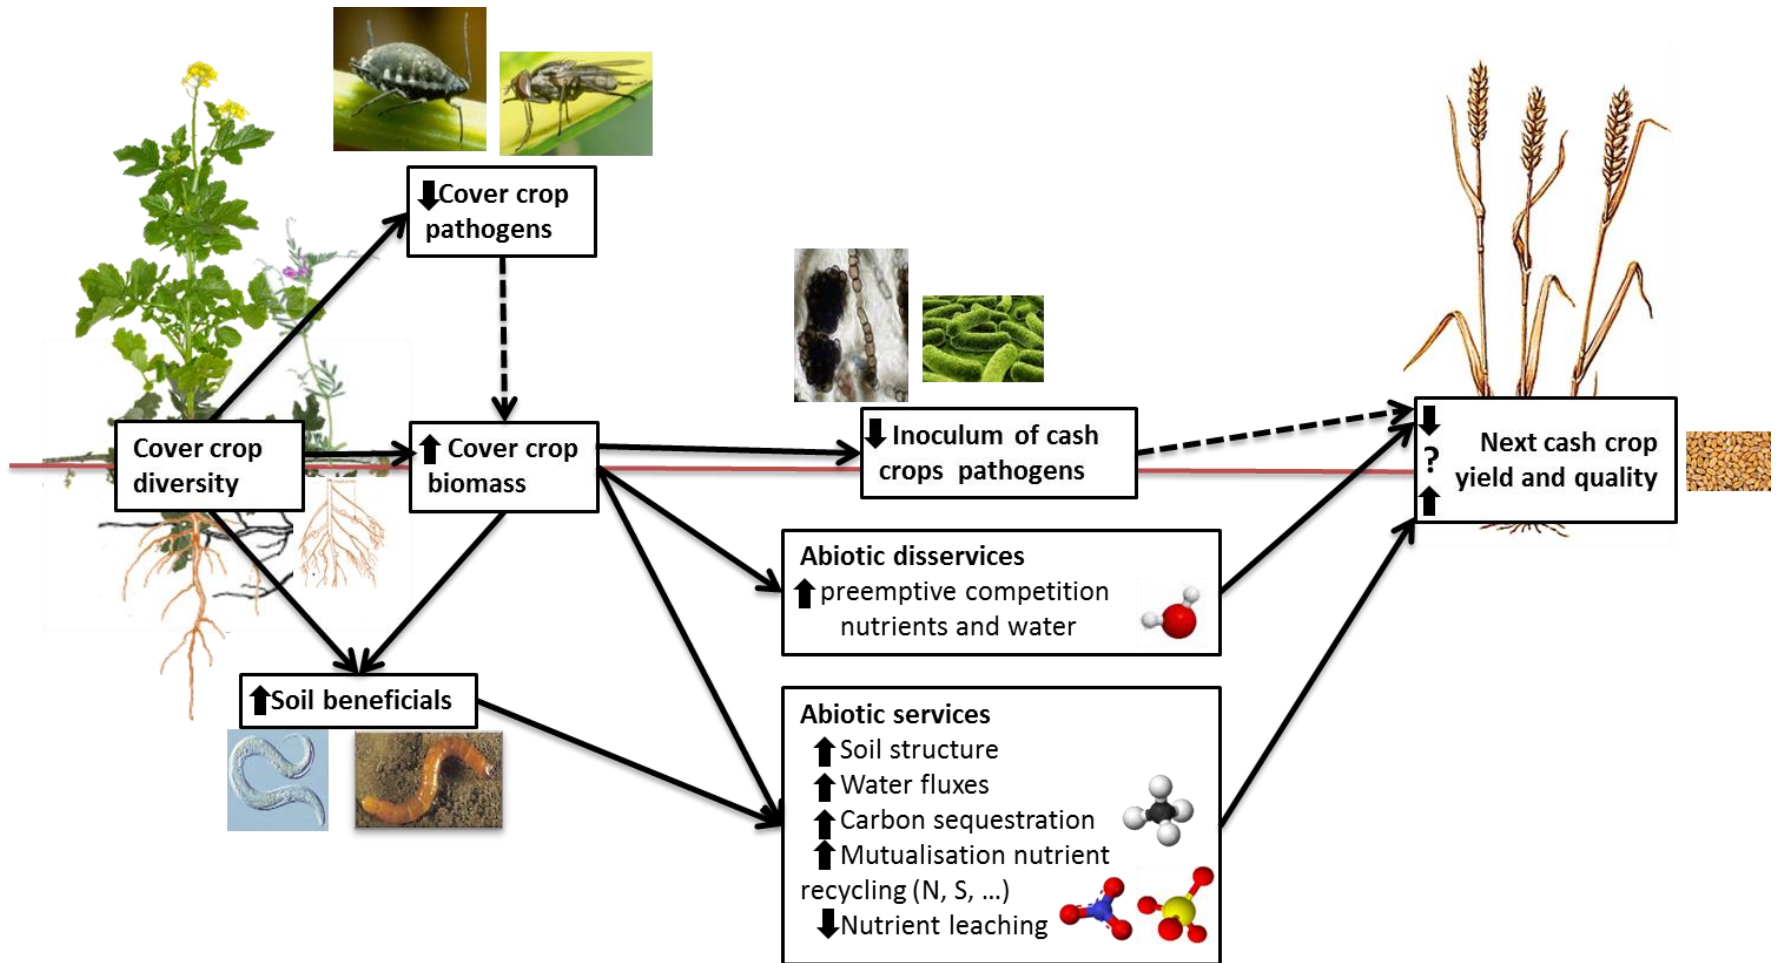 Cover crop
pathogens
Cover crop
diversity
Cover crop
biomass
Inoculum of cash
crops pathogens
?
Next cash crop
yield and quality
Abiotic disservices
preemptive competition
nutrients and water
Soil beneficials
Abiotic services
Soil structure
Water fluxes
Carbon sequestration
Mutualisation nutrient
recycling (N, S, ...)
Nutrient leaching